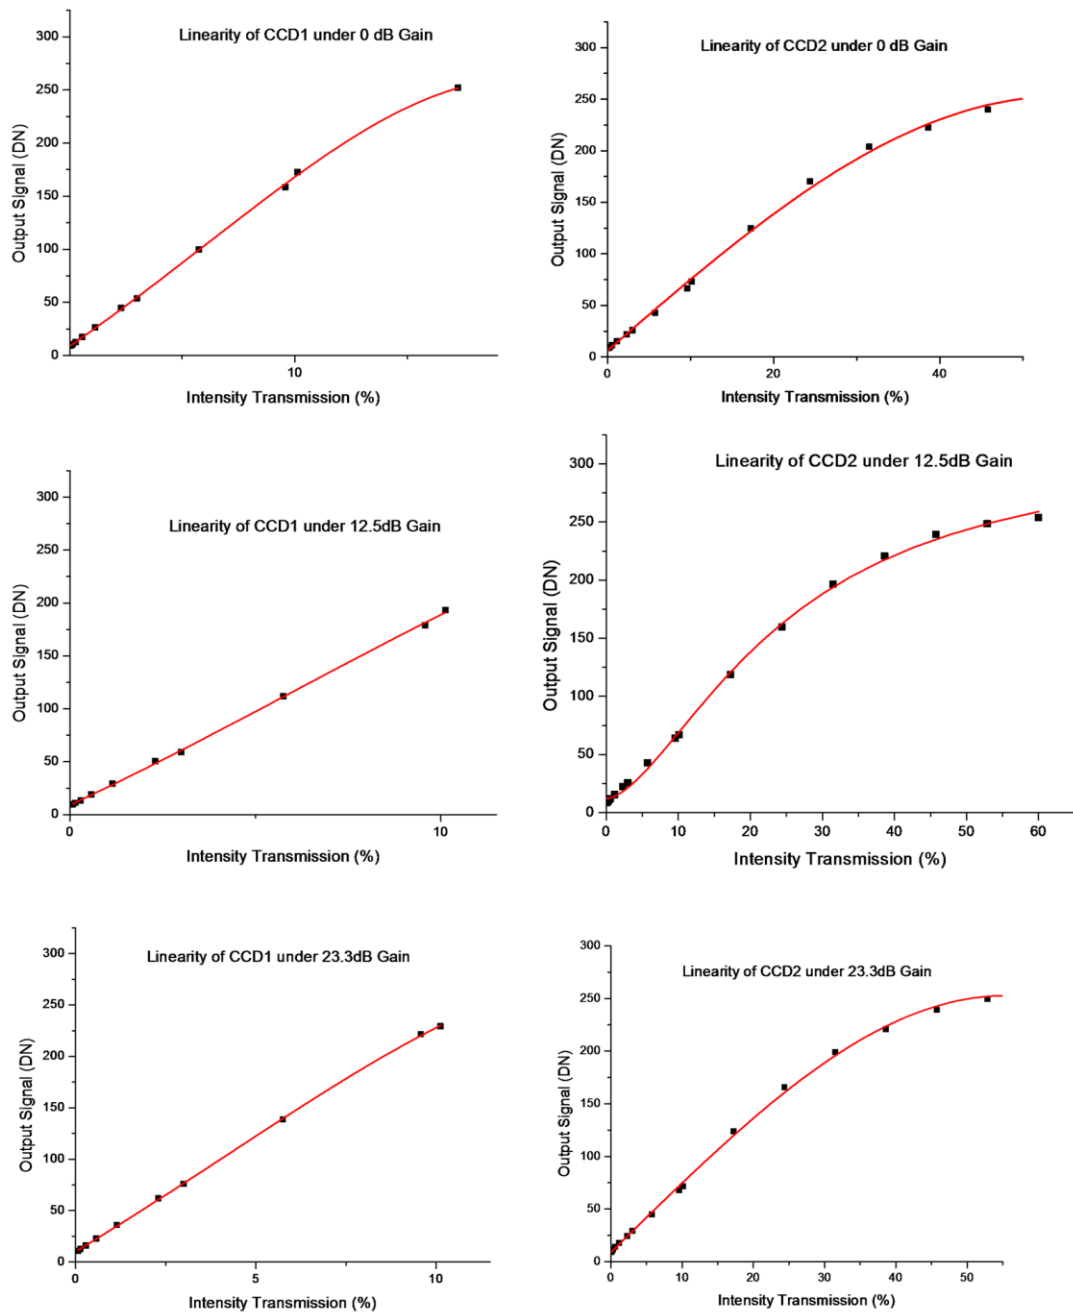 Linearity of CCD1 under 0 dB Gain
Output Signal (DN)
300
250
200
150
100
50
0
10
Intensity Transmission (%)
Linearity of CCD2 under 0 dB Gain
Output Signal (DN)
300
250
200
150
100
50
0
0 20 40
Intensity Transmission (%)
Linearity of CCD1 under 12.5dB Gain
Output Signal (DN)
300
250
200
150
100
50
0
0 10
Intensity Transmission (%)
Linearity of CCD2 under 12.5dB Gain
Output Signal (DN)
300
250
200
150
100
50
0
0 10 20 30 40 50 60
Intensity Transmission (%)
Linearity of CCD1 under 23.3dB Gain
Output Signal (DN)
300
250
200
150
100
50
0
0 5 10
Intensity Transmission (%)
Linearity of CCD2 under 23.3dB Gain
Output Signal (DN)
300
250
200
150
100
50
0
0 10 20 30 40 50
Intensity Transmission (%)